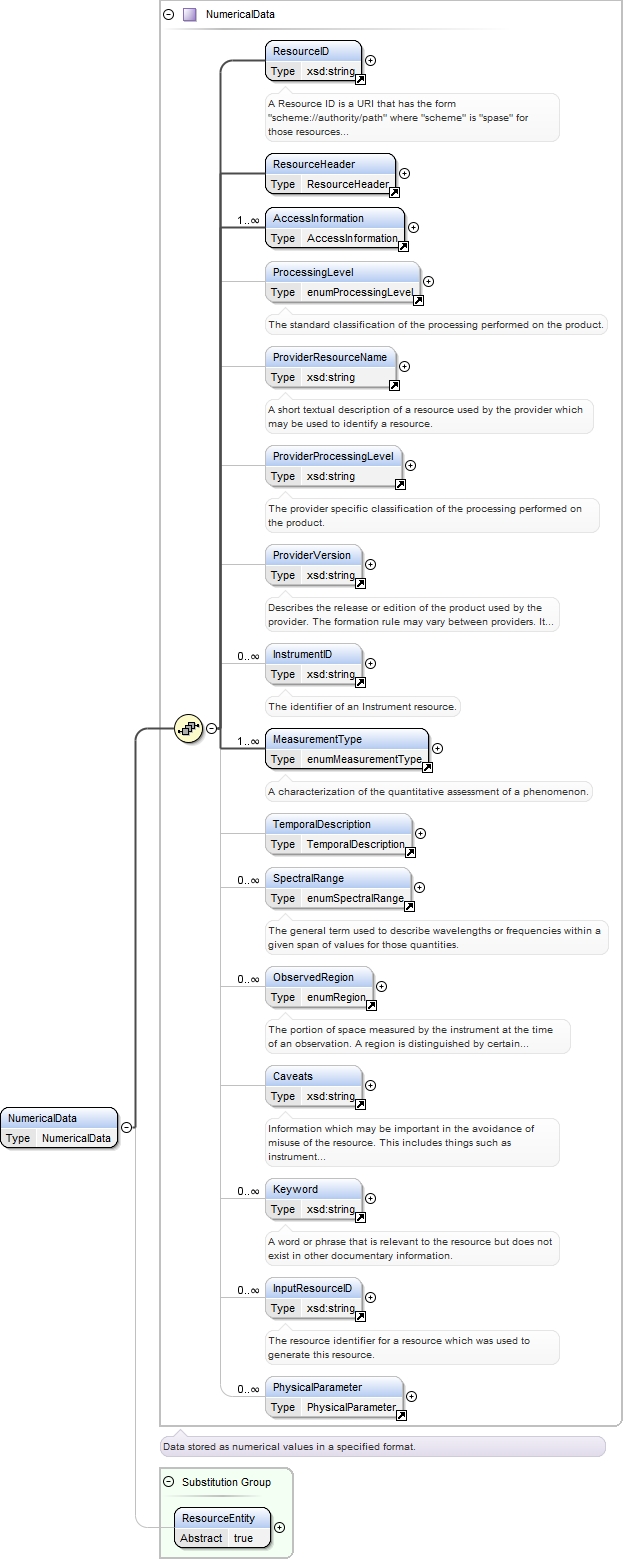 NumericalData
ResourceID
Type xsd:string
A Resource ID is a URI that has the form
"scheme://authority/path" where "scheme" is "spase" for
those resources...
ResourceHeader
Type ResourceHeader
1..∞ AccessInformation
Type AccessInformation
ProcessingLevel
Type enumProcessingLevel
The standard classification of the processing performed on the product.
ProviderResourceName
Type xsd:string
A short textual description of a resource used by the provider which
may be used to identify a resource.
ProviderProcessingLevel
Type xsd:string
The provider specific classification of the processing performed on
the product.
ProviderVersion
Type xsd:string
Describes the release or edition of the product used by the
provider. The formation rule may vary between providers. It...
0..∞ InstrumentID
Type xsd:string
The identifier of an Instrument resource.
1..∞ MeasurementType
Type enumMeasurementType
A characterization of the quantitative assessment of a phenomenon.
TemporalDescription
Type TemporalDescription
0..∞ SpectralRange
Type enumSpectralRange
The general term used to describe wavelengths or frequencies within a
given span of values for those quantities.
0..∞ ObservedRegion
Type enumRegion
The portion of space measured by the instrument at the time
of an observation. A region is distinguished by certain...
Caveats
Type xsd:string
Information which may be important in the avoidance of
misuse of the resource. This includes things such as
instrument...
NumericalData
Type NumericalData
0..∞ Keyword
Type xsd:string
A word or phrase that is relevant to the resource but does not
exist in other documentary information.
0..∞ InputResourceID
Type xsd:string
The resource identifier for a resource which was used to
generate this resource.
0..∞ PhysicalParameter
Type PhysicalParameter
Data stored as numerical values in a specified format.
Substitution Group
ResourceEntity
Abstract true